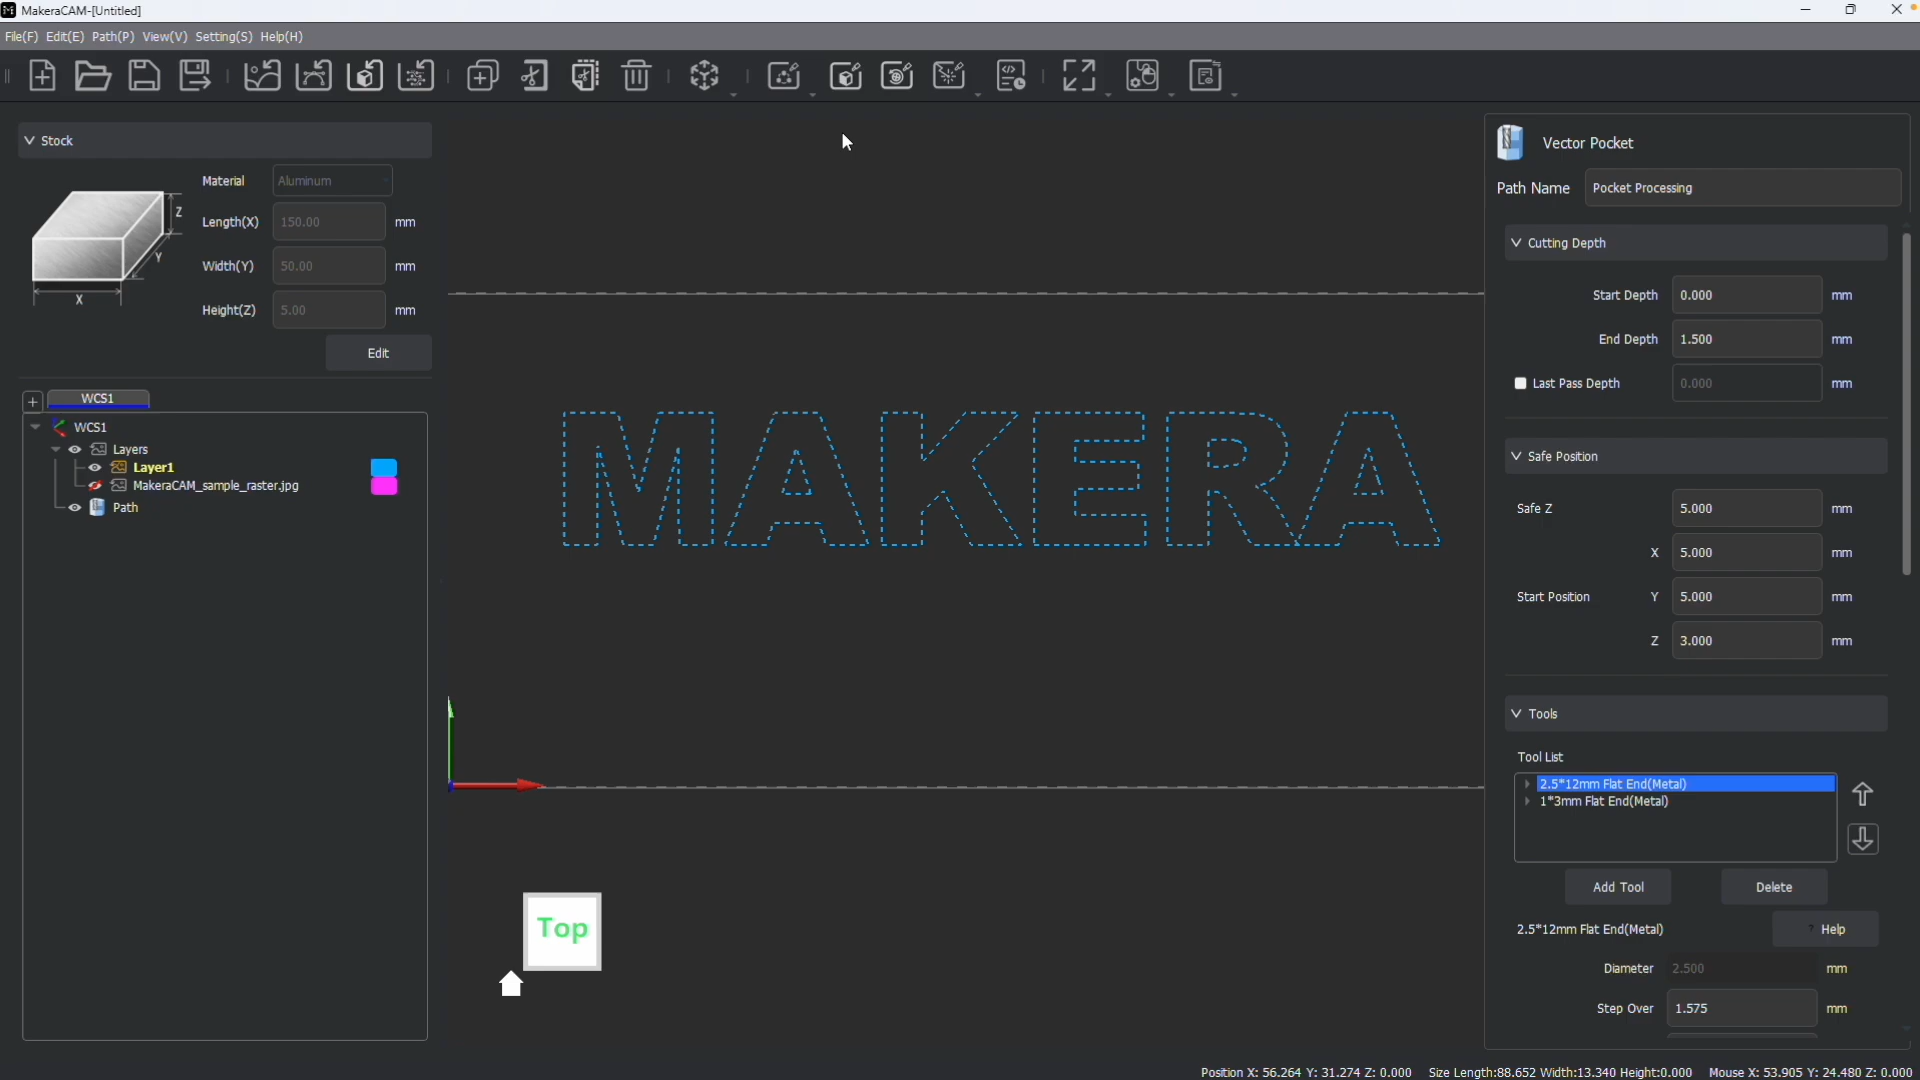 MakeraCAM-[Untitled]
File(F) Edit(E) Path(P) View(V) Setting(S) Help(H)
Stock
Material Aluminum
Length(X) 150.00 mm
Width(Y) 50.00 mm
Height(Z) 5.00 mm
Z
Y
X
Edit
+ WCS1
WCS1
Layers
Layer1
MakeraCAM_sample_raster.jpg
Path
MAKERA
Top
Vector Pocket
Path Name Pocket Processing
Cutting Depth
Start Depth 0.000 mm
End Depth 1.500 mm
Last Pass Depth 0.000 mm
Safe Position
Safe Z 5.000 mm
X 5.000 mm
Start Position Y 5.000 mm
Z 3.000 mm
Tools
Tool List
2.5*12mm Flat End(Metal)
1*3mm Flat End(Metal)
Add Tool Delete
2.5*12mm Flat End(Metal) ? Help
Diameter 2.500 mm
Step Over 1.575 mm
Position X: 56.264 Y: 31.274 Z: 0.000 Size Length:88.652 Width:13.340 Height:0.000 Mouse X: 53.905 Y: 24.480 Z: 0.000